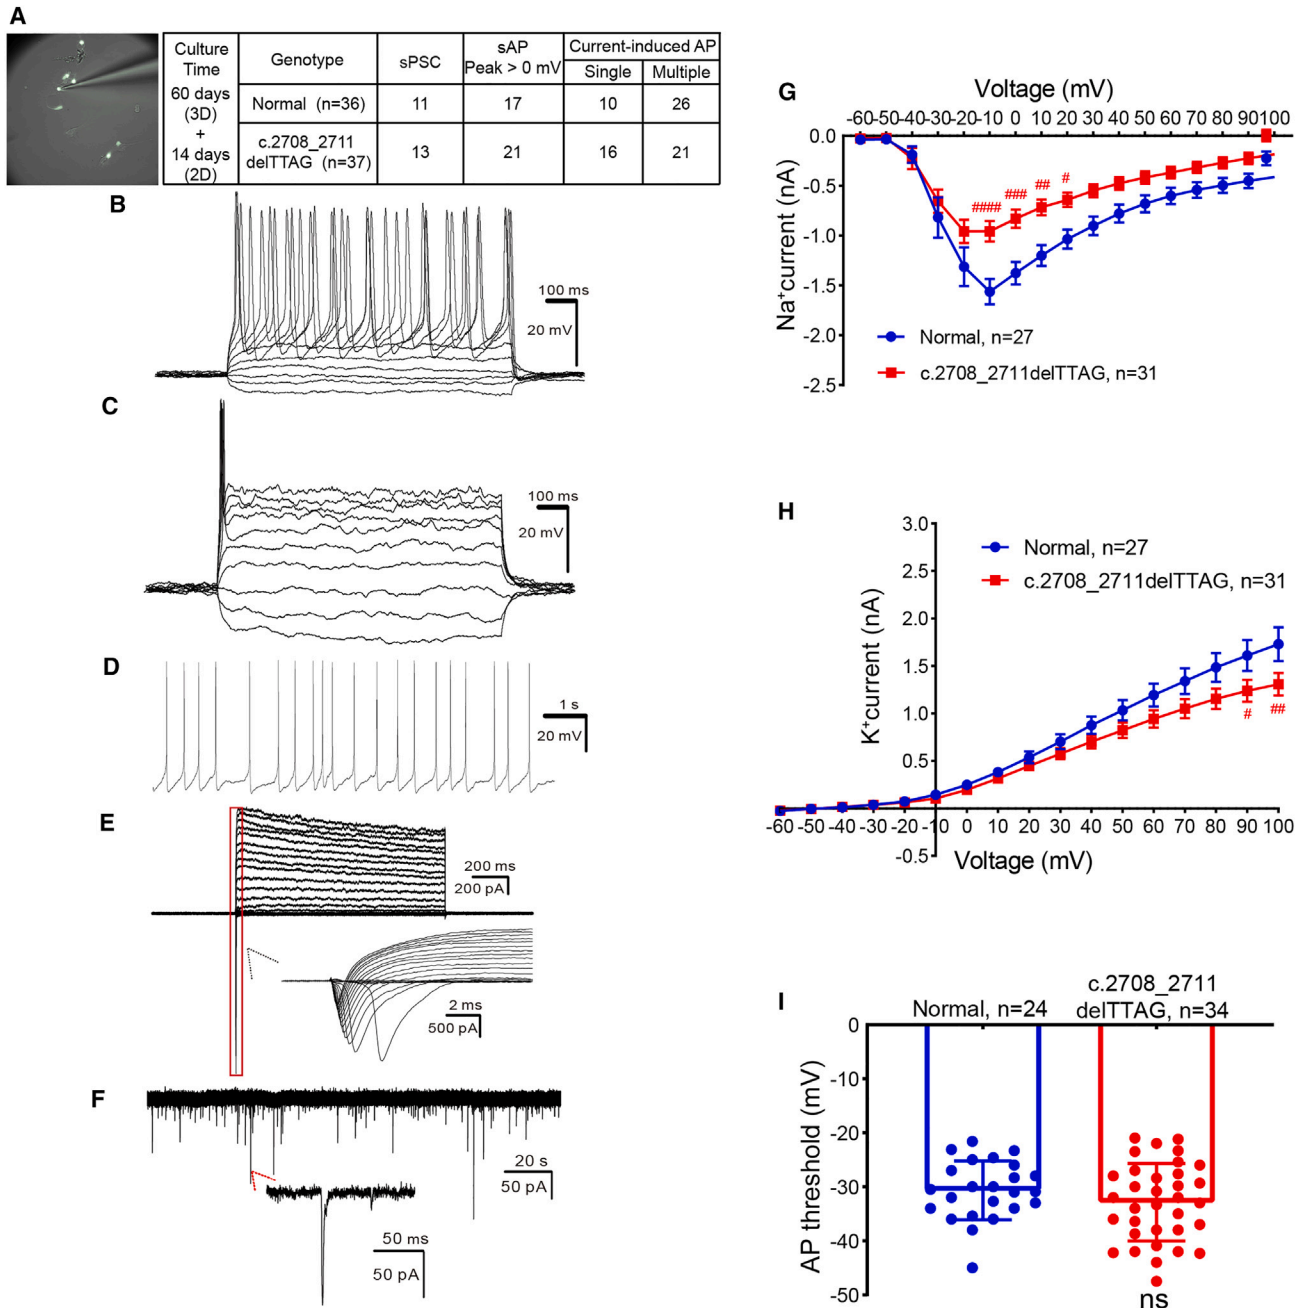 A
Culture Time
Genotype
sPSC
sAP Peak > 0 mV
Current-induced AP
Single
Multiple
60 days (3D) + 14 days (2D)
Normal (n=36)
11
17
10
26
c.2708_2711 delTTAG (n=37)
13
21
16
21
B
100 ms
20 mV
C
100 ms
20 mV
D
1 s
20 mV
E
200 ms
200 pA
2 ms
500 pA
F
20 s
50 pA
50 ms
50 pA
G
Voltage (mV)
-60 -50 -40 -30 -20 -10 0 10 20 30 40 50 60 70 80 90 100
0.0
-0.5
-1.0
-1.5
-2.0
-2.5
Na⁺current (nA)
####
###
##
#
Normal, n=27
c.2708_2711delTTAG, n=31
H
3.0
2.5
2.0
1.5
1.0
0.5
-0.5
K⁺current (nA)
Normal, n=27
c.2708_2711delTTAG, n=31
#
##
-60 -50 -40 -30 -20 -10 0 10 20 30 40 50 60 70 80 90 100
Voltage (mV)
I
Normal, n=24
c.2708_2711
delTTAG, n=34
0
-10
-20
-30
-40
-50
AP threshold (mV)
ns